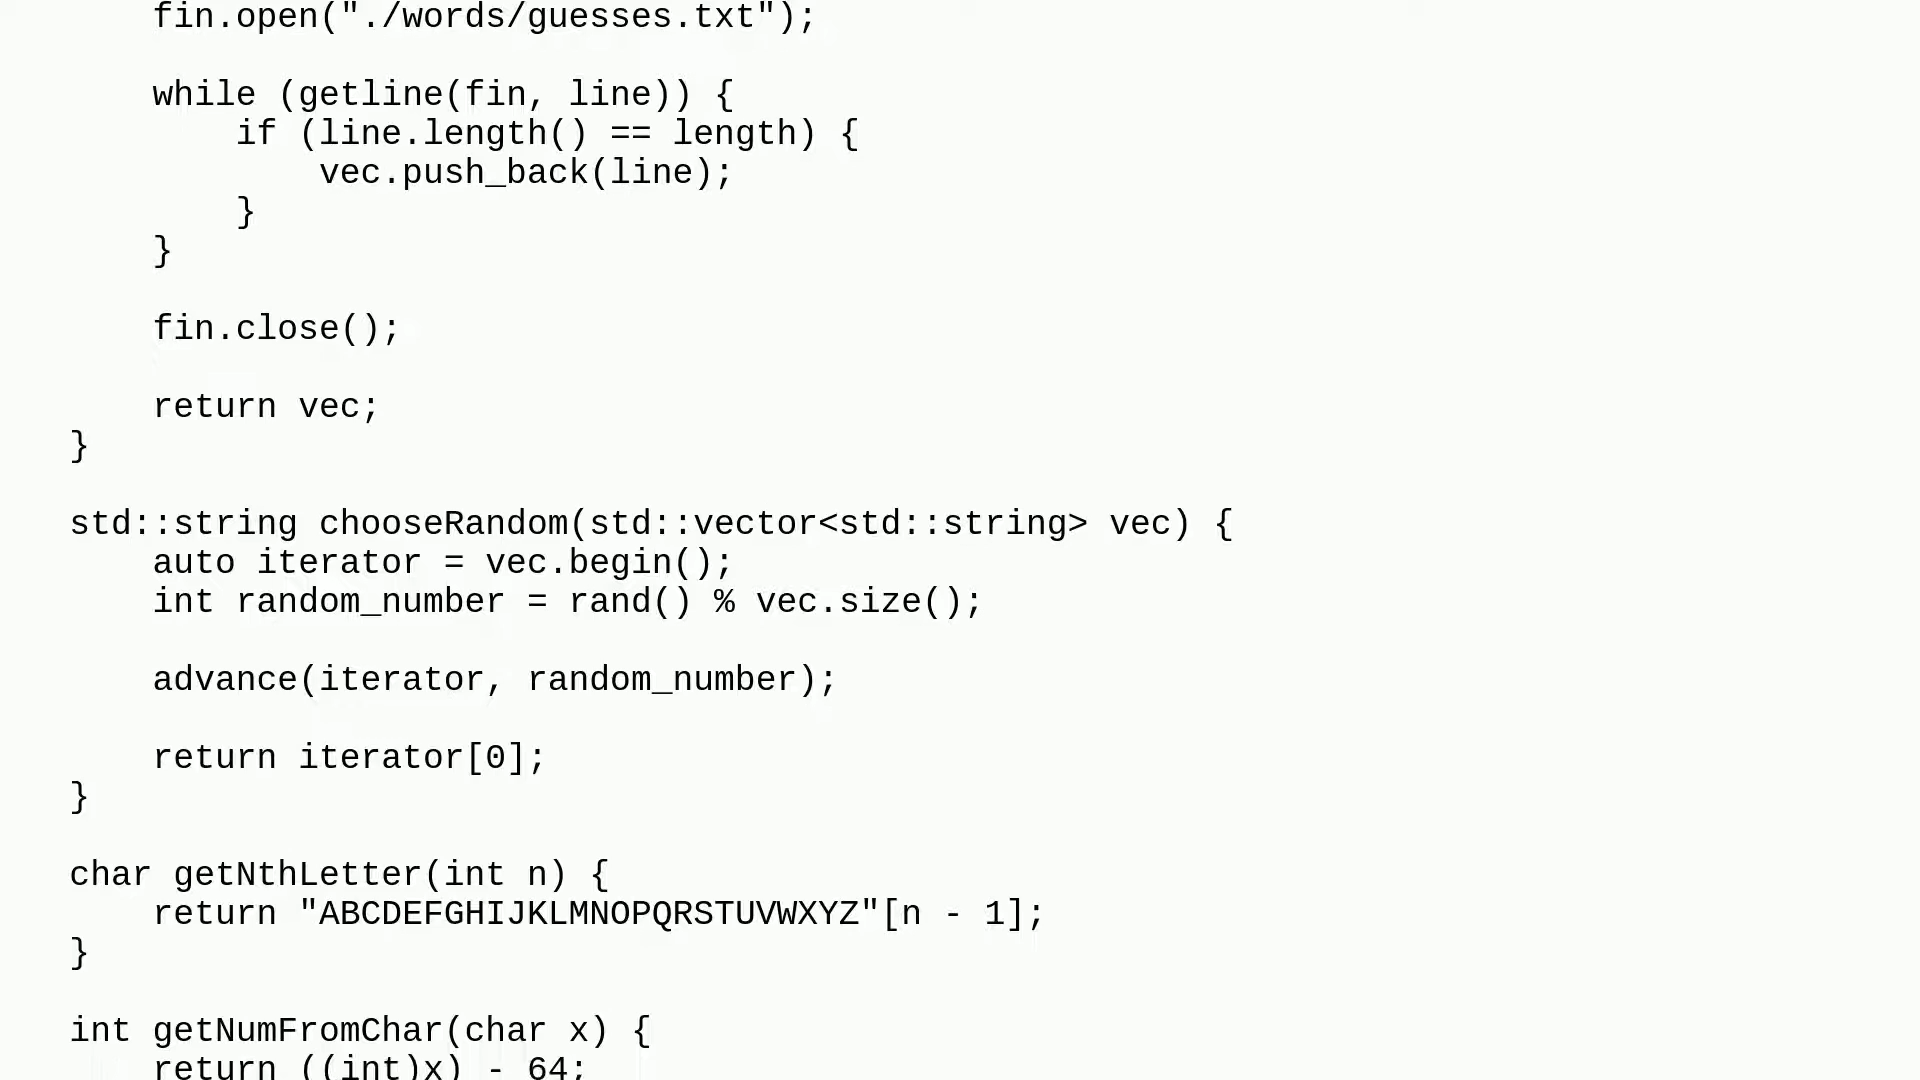 fin.open("./words/guesses.txt");
while (getline(fin, line)) {
if (line.length() == length) {
vec.push_back(line);
}
}
fin.close();
return vec;
}
std::string chooseRandom(std::vector<std::string> vec) {
auto iterator = vec.begin();
int random_number = rand() % vec.size();
advance(iterator, random_number);
return iterator[0];
}
char getNthLetter(int n) {
return "ABCDEFGHIJKLMNOPQRSTUVWXYZ"[n - 1];
}
int getNumFromChar(char x) {
return ((int)x) - 64;